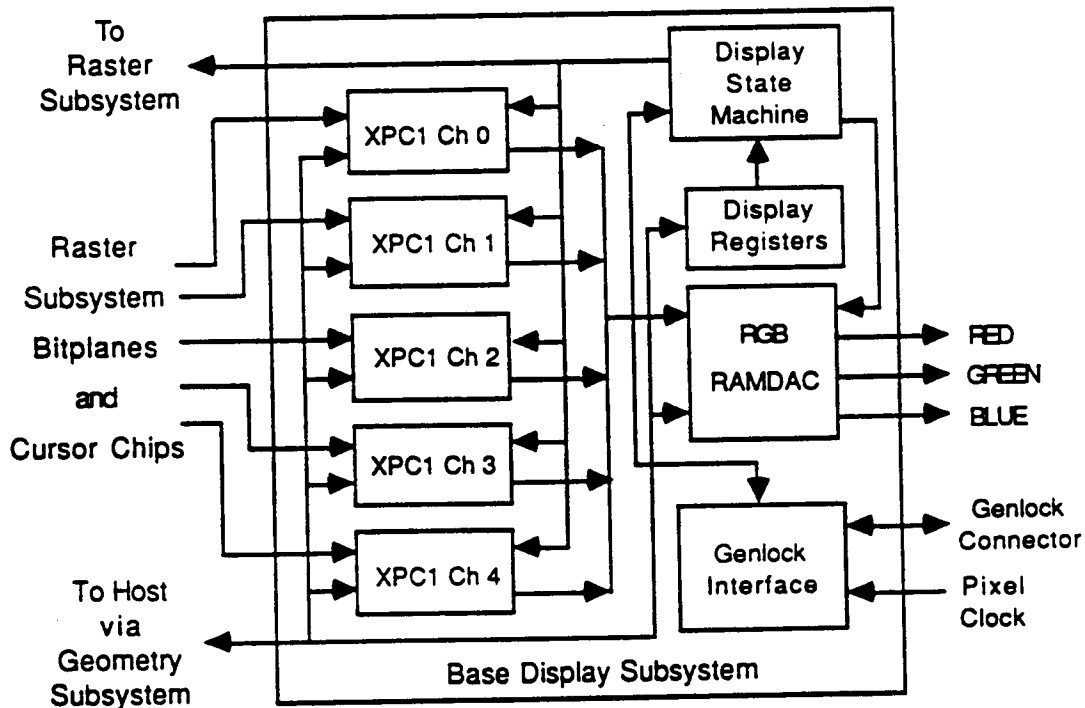 To
Raster
Subsystem
Raster
Subsystem
Bitplanes
and
Cursor Chips
To Host
via
Geometry
Subsystem
XPC1 Ch 0
XPC1 Ch 1
XPC1 Ch 2
XPC1 Ch 3
XPC1 Ch 4
Display
State
Machine
Display
Registers
RGB
RAMDAC
Genlock
Interface
RED
GREEN
BLUE
Genlock
Connector
Pixel
Clock
Base Display Subsystem